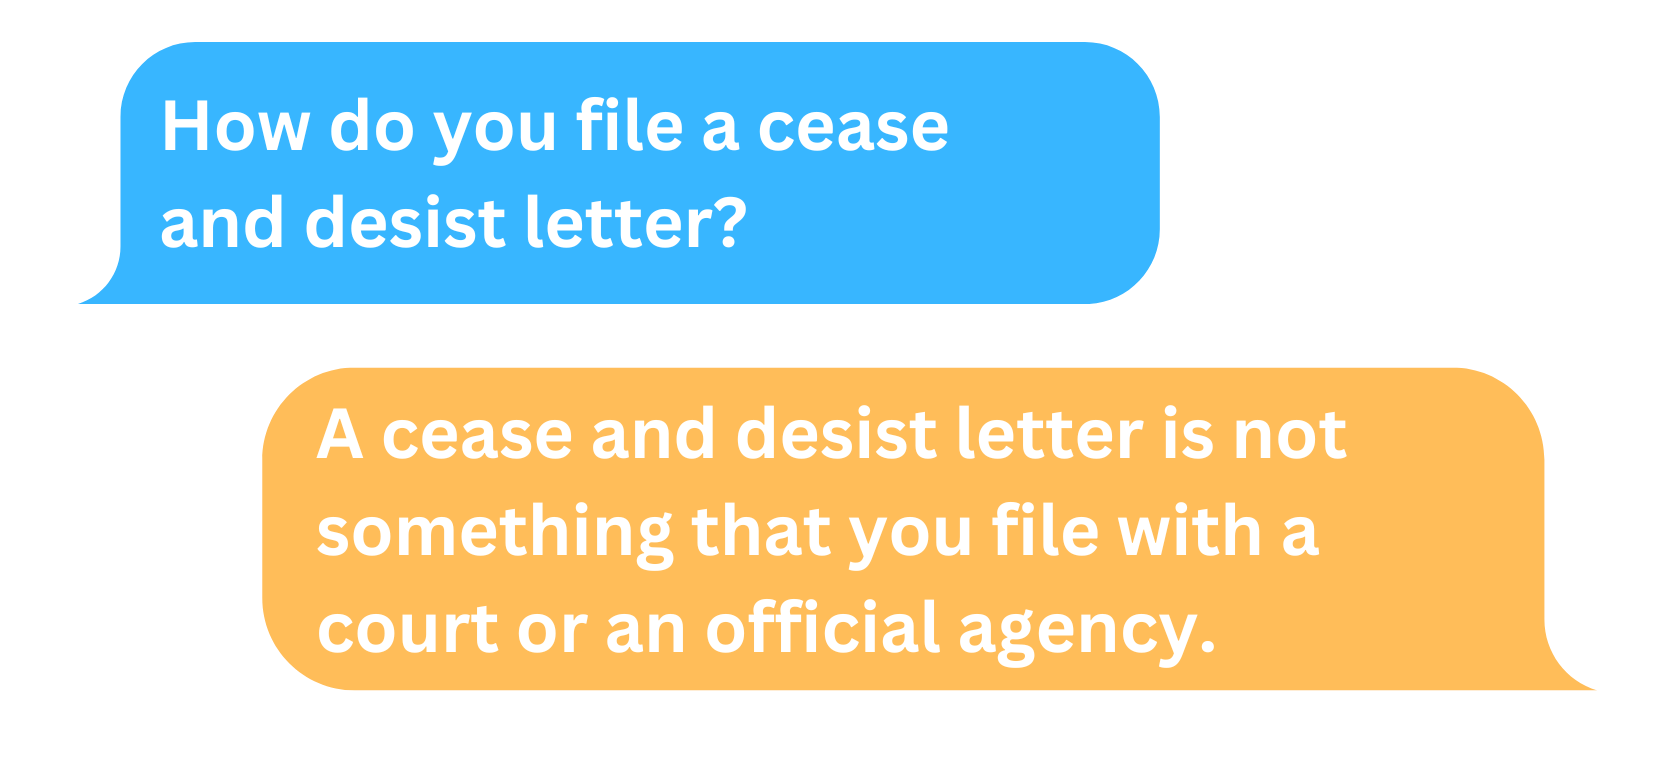 How do you file a cease
and desist letter?
A cease and desist letter is not
something that you file with a
court or an official agency.